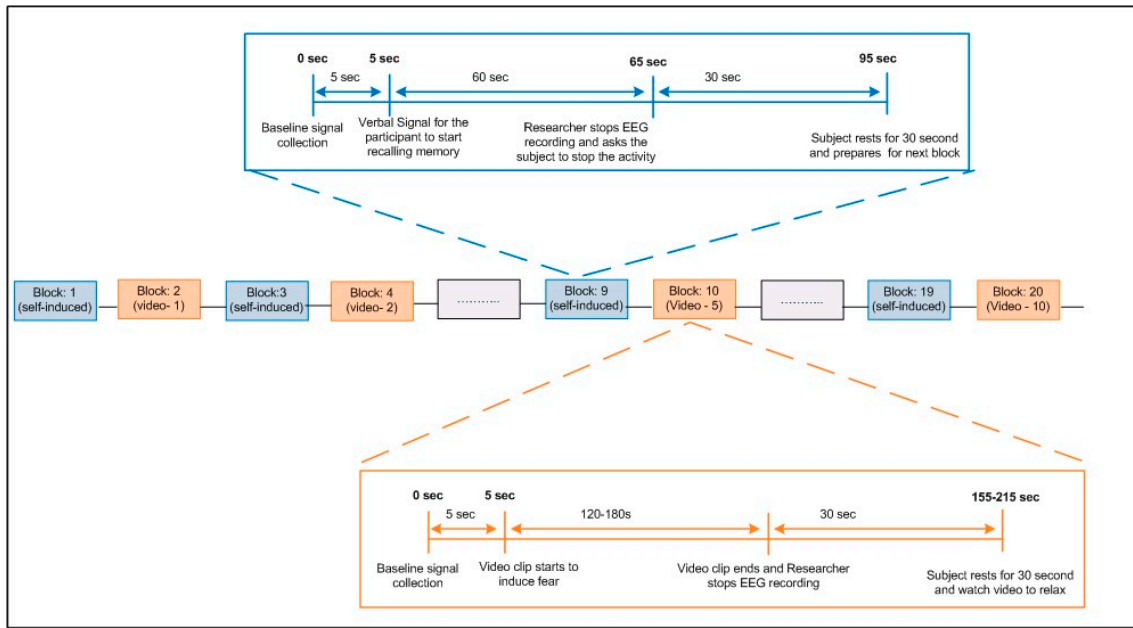 0 sec
5 sec
65 sec
95 sec
5 sec
60 sec
30 sec
Baseline signal
collection
Verbal Signal for the
participant to start
recalling memory
Researcher stops EEG
recording and asks the
subject to stop the activity
Subject rests for 30 second
and prepares for next block
Block: 1
(self-induced)
Block: 2
(video- 1)
Block:3
(self-induced)
Block: 4
(video- 2)
...........
Block: 9
(self-induced)
Block: 10
(Video - 5)
...........
Block: 19
(self-induced)
Block: 20
(Video - 10)
0 sec
5 sec
155-215 sec
5 sec
120-180s
30 sec
Baseline signal
collection
Video clip starts to
induce fear
Video clip ends and Researcher
stops EEG recording
Subject rests for 30 second
and watch video to relax